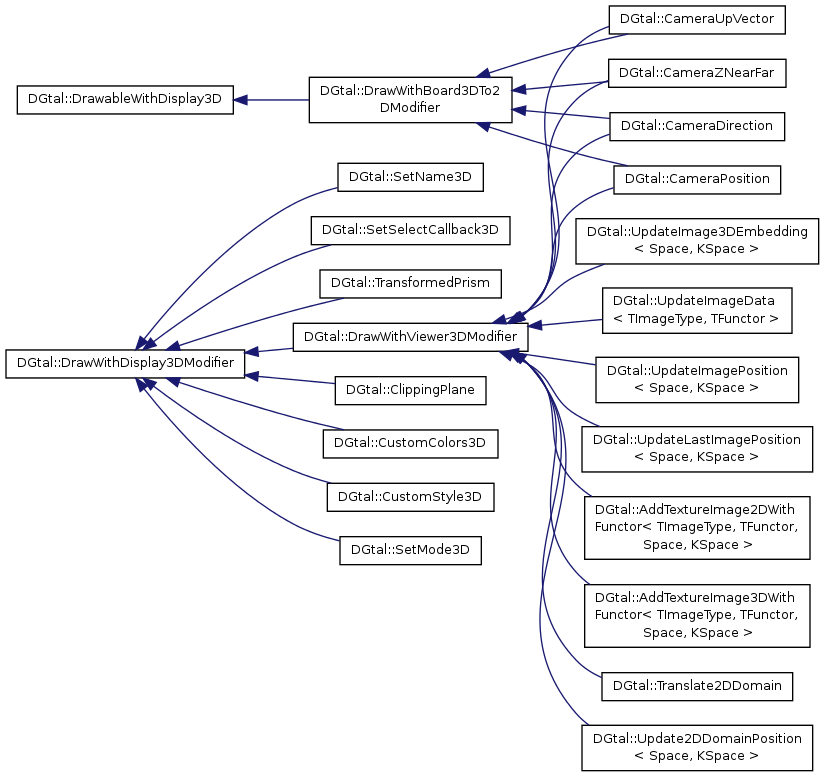 DGtal::DrawableWithDisplay3D
DGtal::DrawWithBoard3DTo2
DModifier
DGtal::CameraUpVector
DGtal::CameraZNearFar
DGtal::CameraDirection
DGtal::CameraPosition
DGtal::DrawWithDisplay3DModifier
DGtal::SetName3D
DGtal::SetSelectCallback3D
DGtal::TransformedPrism
DGtal::DrawWithViewer3DModifier
DGtal::ClippingPlane
DGtal::CustomColors3D
DGtal::CustomStyle3D
DGtal::SetMode3D
DGtal::UpdateImage3DEmbedding
< Space, KSpace >
DGtal::UpdateImageData
< TImageType, TFunctor >
DGtal::UpdateImagePosition
< Space, KSpace >
DGtal::UpdateLastImagePosition
< Space, KSpace >
DGtal::AddTextureImage2DWith
Functor< TImageType, TFunctor,
Space, KSpace >
DGtal::AddTextureImage3DWith
Functor< TImageType, TFunctor,
Space, KSpace >
DGtal::Translate2DDomain
DGtal::Update2DDomainPosition
< Space, KSpace >